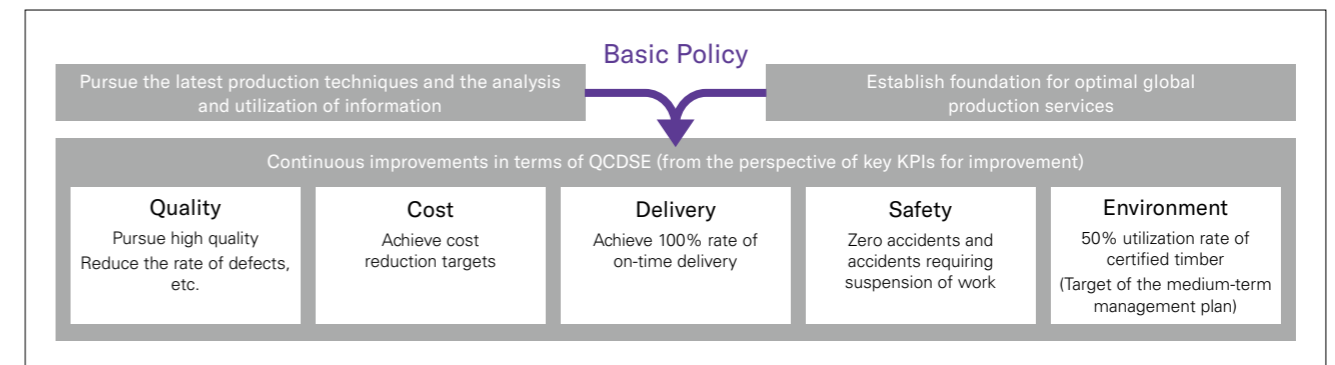 Basic Policy
Pursue the latest production techniques and the analysis
and utilization of information
Establish foundation for optimal global
production services
Continuous improvements in terms of QCDSE (from the perspective of key KPIs for improvement)
Quality
Pursue high quality
Reduce the rate of defects,
etc.
Cost
Achieve cost
reduction targets
Delivery
Achieve 100% rate of
on-time delivery
Safety
Zero accidents and
accidents requiring
suspension of work
Environment
50% utilization rate of
certified timber
(Target of the medium-term
management plan)